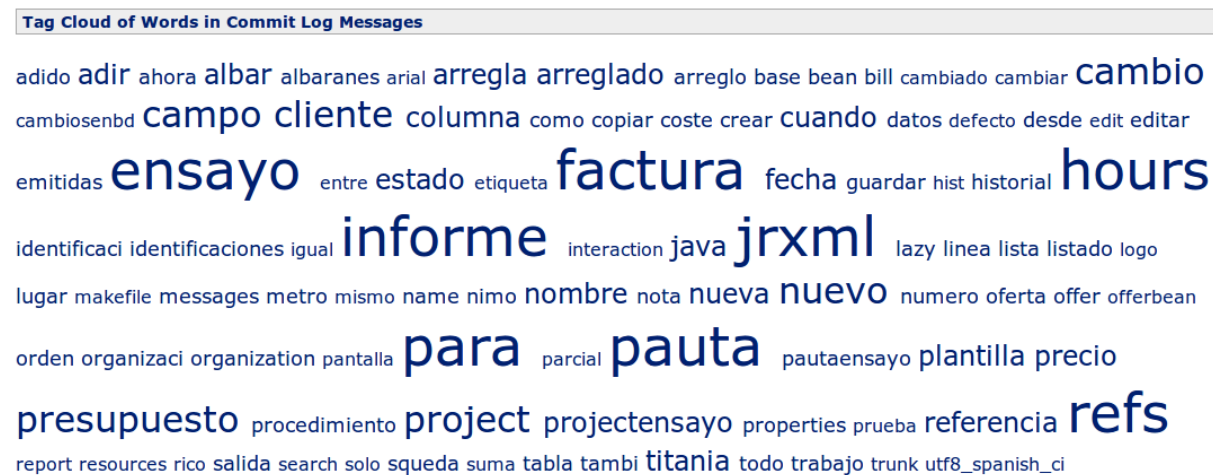 Tag Cloud of Words in Commit Log Messages
adido adir ahora albar albaranes arial arregla arreglado arreglo base bean bill cambiado cambiar cambio
cambiosenbd campo cliente columna como copiar coste crear cuando datos defecto desde edit editar
emitidas ensayo entre estado etiqueta factura fecha guardar hist historial hours
identificaci identificaciones igual informe interaction java jrxml lazy linea lista listado logo
lugar makefile messages metro mismo name nimo nombre nota nueva nuevo numero oferta offer offerbean
orden organizaci organization pantalla para parcial pauta pautaensayo plantilla precio
presupuesto procedimiento project projectensayo properties prueba referencia refs
report resources rico salida search solo squeda suma tabla tambi titania todo trabajo trunk utf8_spanish_ci